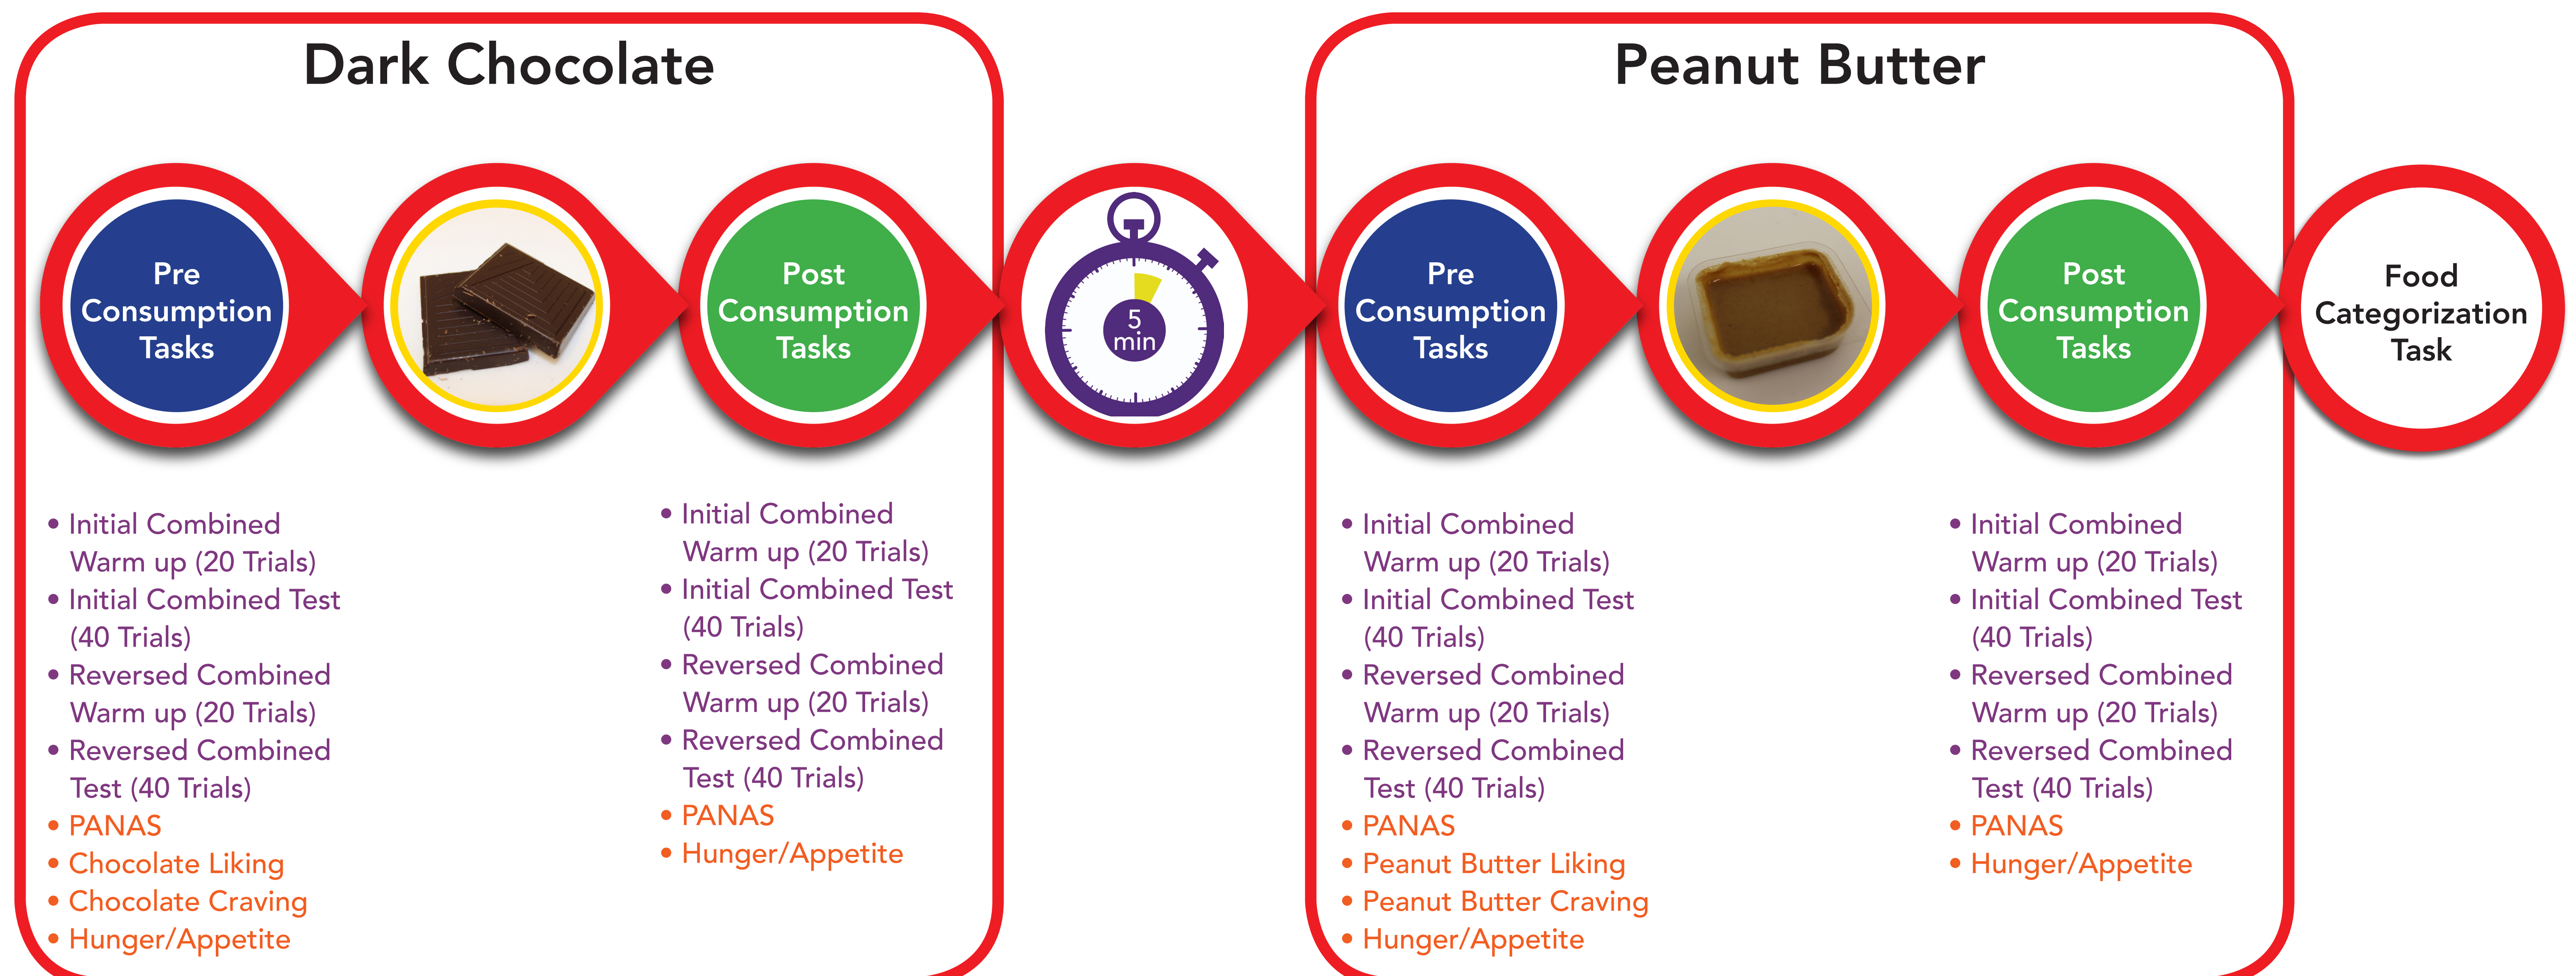 Dark Chocolate
Pre
Consumption
Tasks
Post
Consumption
Tasks
• Initial Combined
Warm up (20 Trials)
• Initial Combined Test
(40 Trials)
• Reversed Combined
Warm up (20 Trials)
• Reversed Combined
Test (40 Trials)
• PANAS
• Chocolate Liking
• Chocolate Craving
• Hunger/Appetite
• Initial Combined
Warm up (20 Trials)
• Initial Combined Test
(40 Trials)
• Reversed Combined
Warm up (20 Trials)
• Reversed Combined
Test (40 Trials)
• PANAS
• Hunger/Appetite
5
min
Peanut Butter
Pre
Consumption
Tasks
Post
Consumption
Tasks
• Initial Combined
Warm up (20 Trials)
• Initial Combined Test
(40 Trials)
• Reversed Combined
Warm up (20 Trials)
• Reversed Combined
Test (40 Trials)
• PANAS
• Peanut Butter Liking
• Peanut Butter Craving
• Hunger/Appetite
• Initial Combined
Warm up (20 Trials)
• Initial Combined Test
(40 Trials)
• Reversed Combined
Warm up (20 Trials)
• Reversed Combined
Test (40 Trials)
• PANAS
• Hunger/Appetite
Food
Categorization
Task